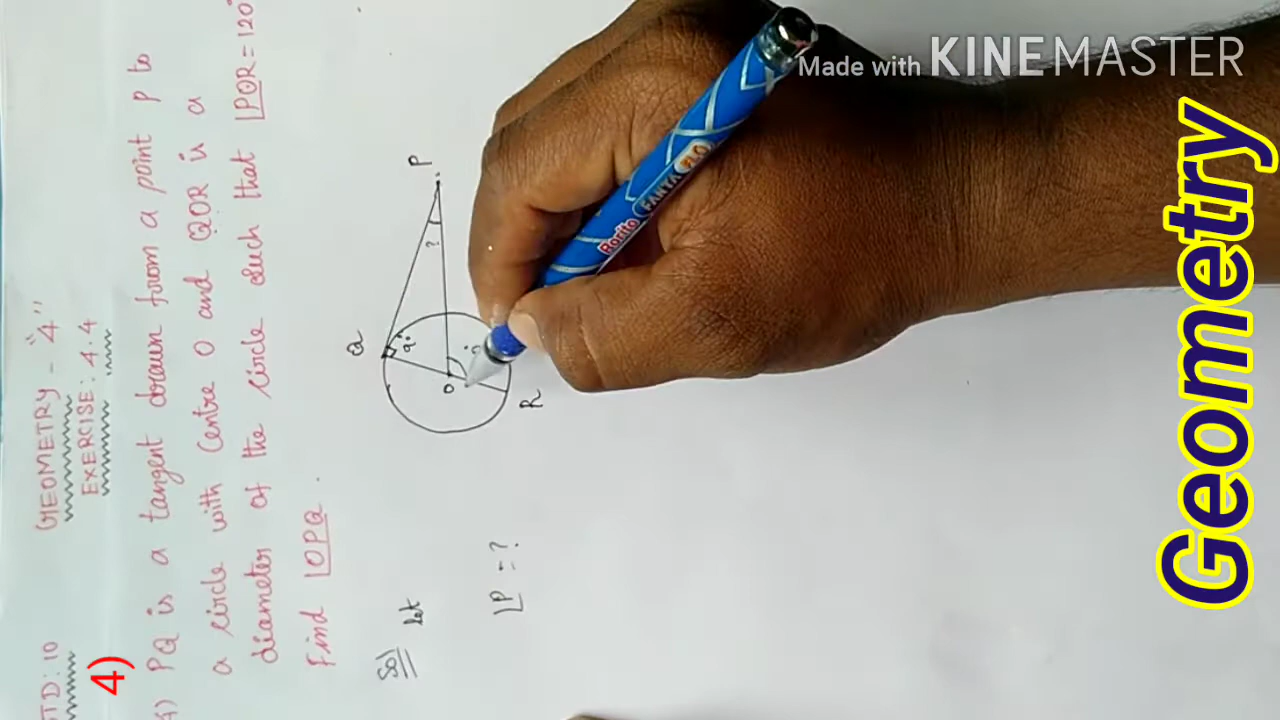 STD: 10
GEOMETRY - "4"
EXERCISE: 4.4
4)
4) PQ is a tangent drawn from a point P to
a circle with Centre O and QOR is a
diameter of the circle such that ∠POR = 120°
Find ∠OPQ.
Sol
let
∠P = ?
Q
P
?
O
R
Rorito FANTA
Made with KINEMASTER
Geometry